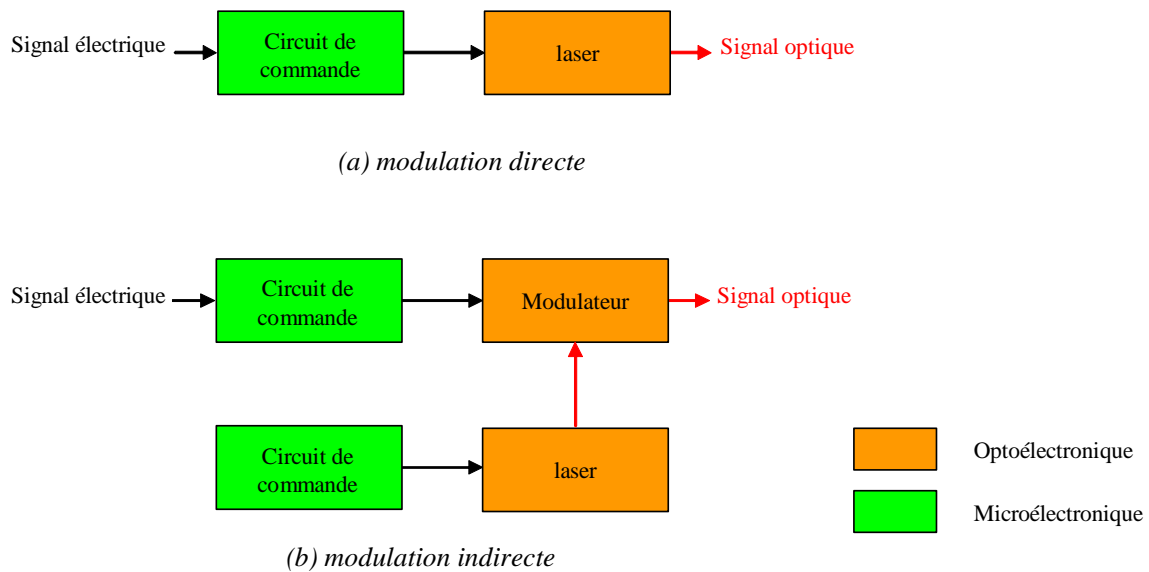 Signal électrique
Circuit de
commande
laser
Signal optique
(a) modulation directe
Signal électrique
Circuit de
commande
Modulateur
Signal optique
Circuit de
commande
laser
Optoélectronique
Microélectronique
(b) modulation indirecte